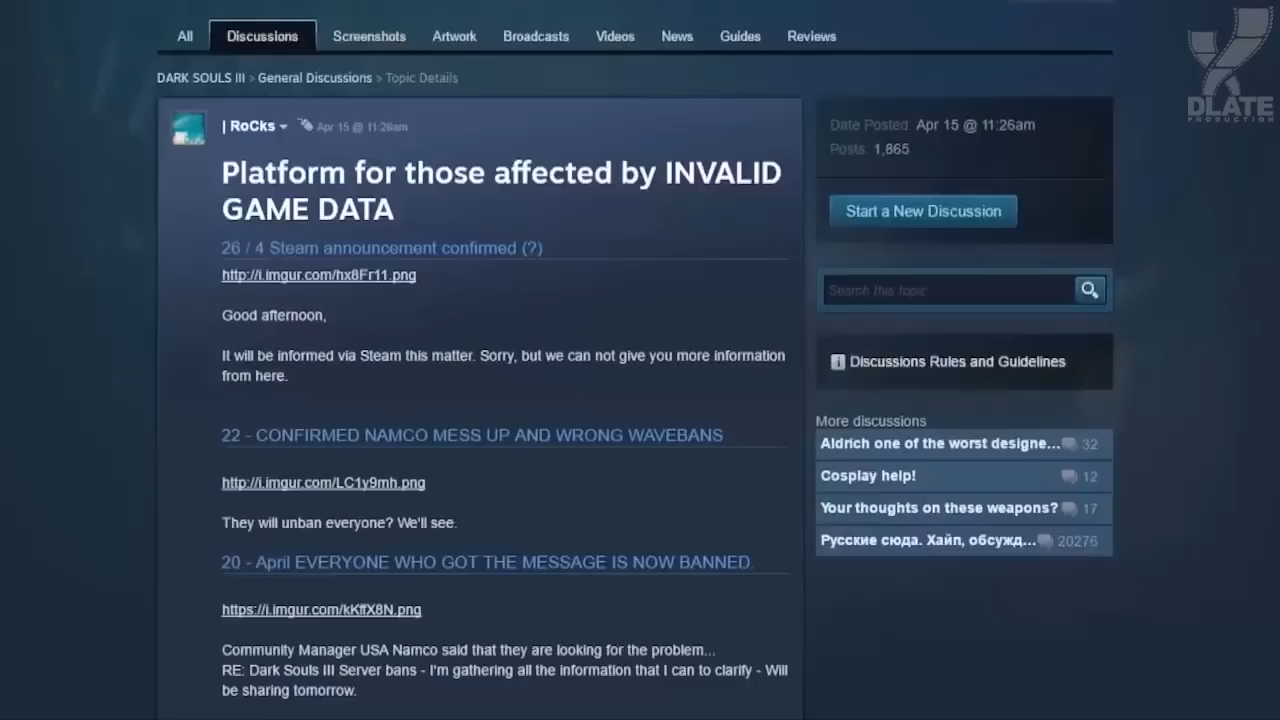 All Discussions Screenshots Artwork Broadcasts Videos News Guides Reviews
DLATE
PRODUCTION
DARK SOULS III > General Discussions > Topic Details
| RoCks Apr 15 @ 11:26am
Platform for those affected by INVALID
GAME DATA
26 / 4 Steam announcement confirmed (?)
http://i.imgur.com/hx8Fr11.png
Good afternoon,
It will be informed via Steam this matter. Sorry, but we can not give you more information
from here.
22 - CONFIRMED NAMCO MESS UP AND WRONG WAVEBANS
http://i.imgur.com/LC1y9mh.png
They will unban everyone? We'll see.
20 - April EVERYONE WHO GOT THE MESSAGE IS NOW BANNED
https://i.imgur.com/kKffX8N.png
Community Manager USA Namco said that they are looking for the problem...
RE: Dark Souls III Server bans - I'm gathering all the information that I can to clarify - Will
be sharing tomorrow.
Date Posted: Apr 15 @ 11:26am
Posts: 1,865
Start a New Discussion
Search this topic
Discussions Rules and Guidelines
More discussions
Aldrich one of the worst designe... 32
Cosplay help! 12
Your thoughts on these weapons? 17
Русские сюда. Хайп, обсужд... 20276